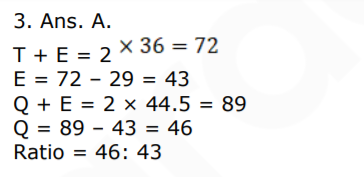 3. Ans. A.
T + E = 2 × 36 = 72
E = 72 − 29 = 43
Q + E = 2 × 44.5 = 89
Q = 89 − 43 = 46
Ratio = 46: 43